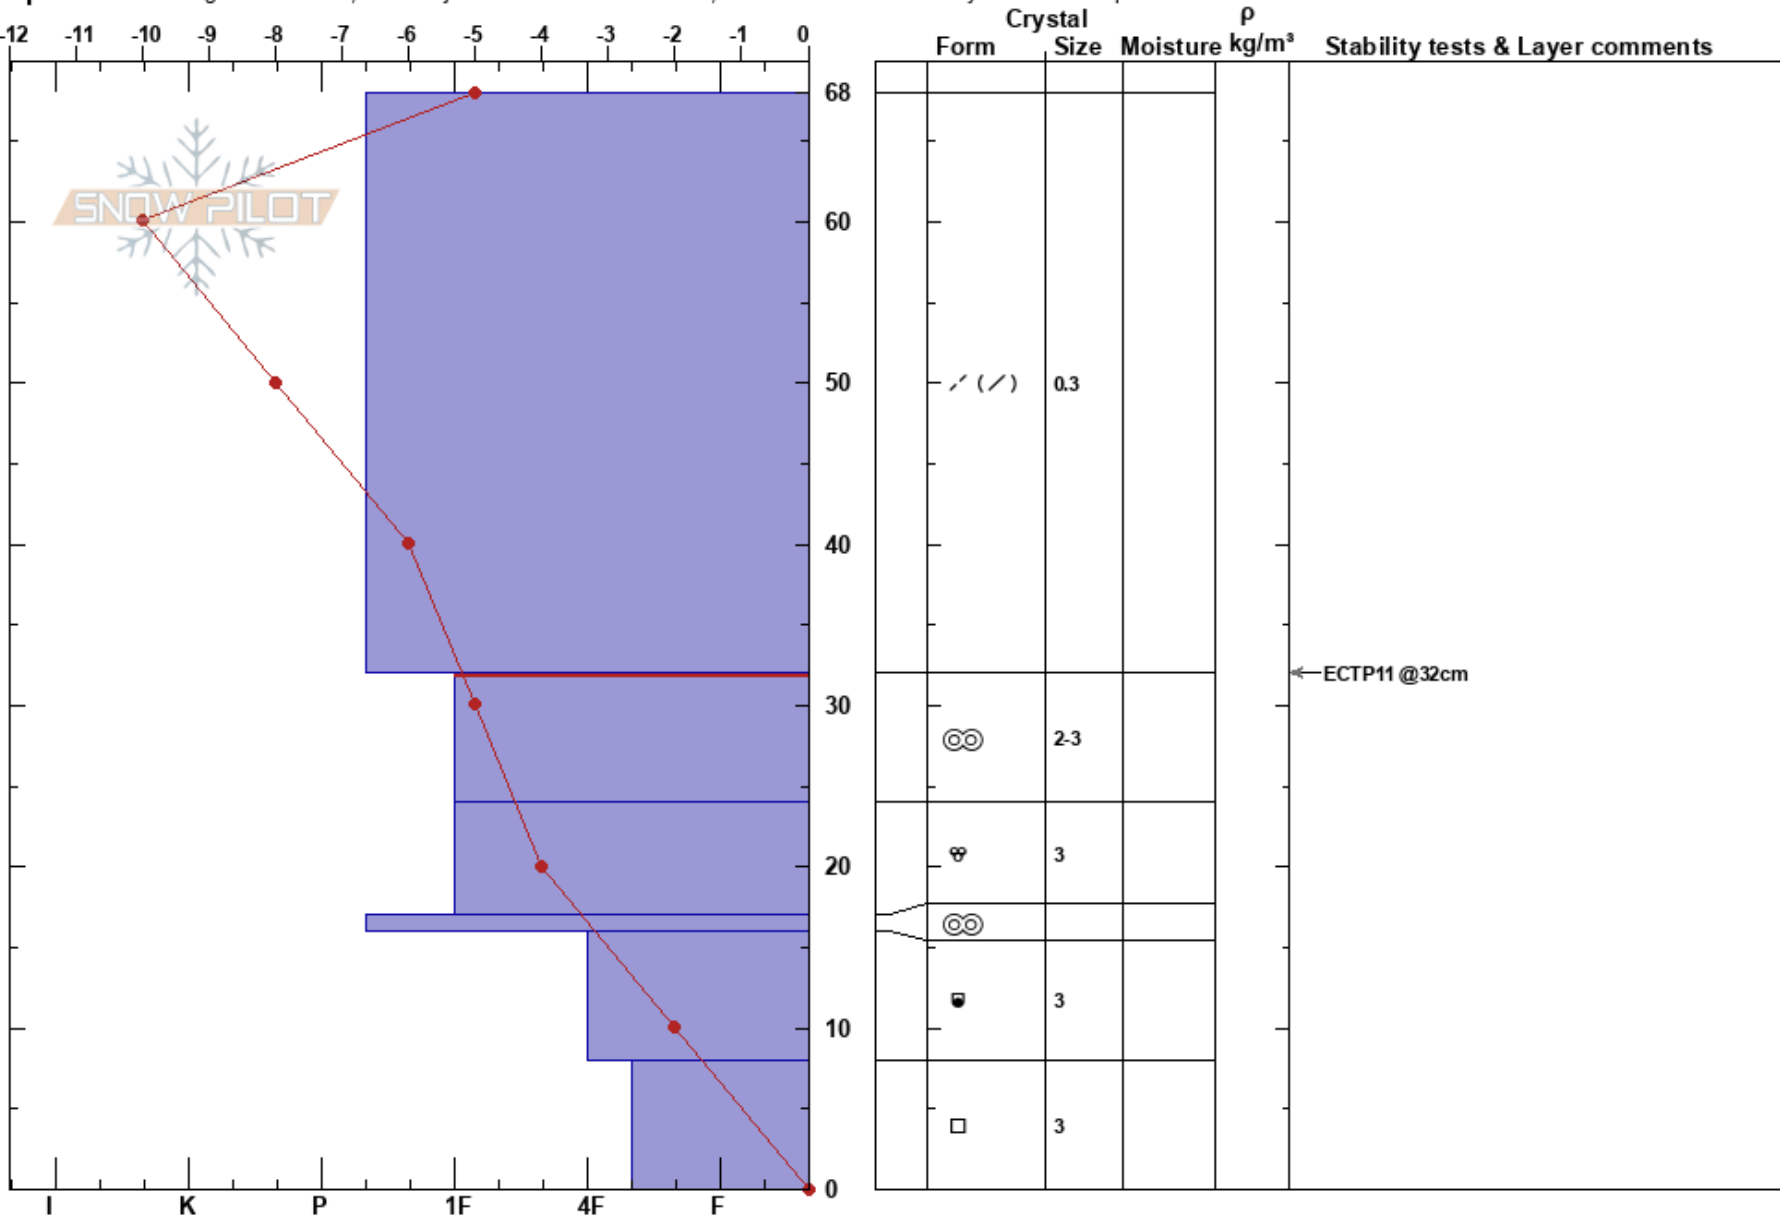 -12 -11 -10 -9 -8 -7 -6 -5 -4 -3 -2 -1 0
Crystal
Form Size Moisture ρ kg/m³ Stability tests & Layer comments
68
SNOW PILOT
60
50 0.3
40
ECTP11 @32cm
30
2-3
20 3
10 3
3
0
I K P 1F 4F F